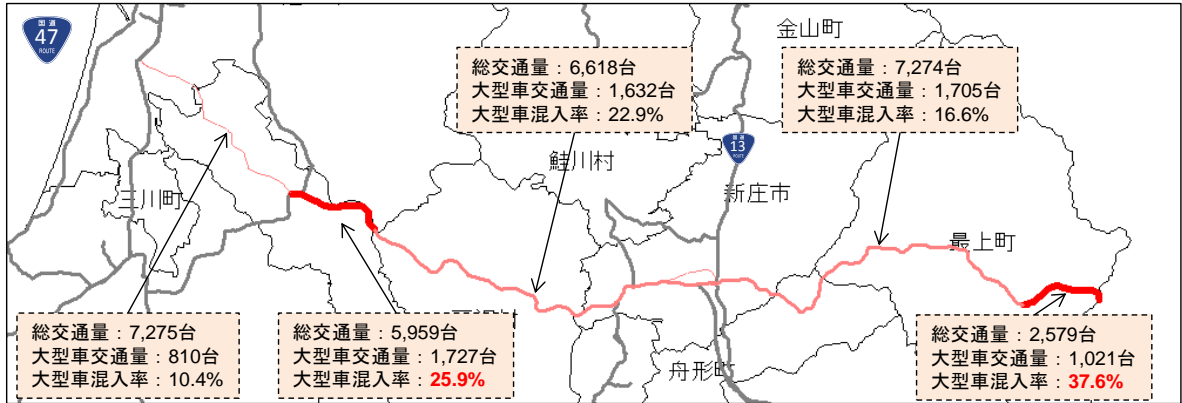 国道
47
ROUTE
金山町
総交通量：6,618台
大型車交通量：1,632台
大型車混入率：22.9%
総交通量：7,274台
大型車交通量：1,705台
大型車混入率：16.6%
国道
13
ROUTE
鮭川村
新庄市
三川町
最上町
総交通量：7,275台
大型車交通量：810台
大型車混入率：10.4%
総交通量：5,959台
大型車交通量：1,727台
大型車混入率：25.9%
舟形町
総交通量：2,579台
大型車交通量：1,021台
大型車混入率：37.6%